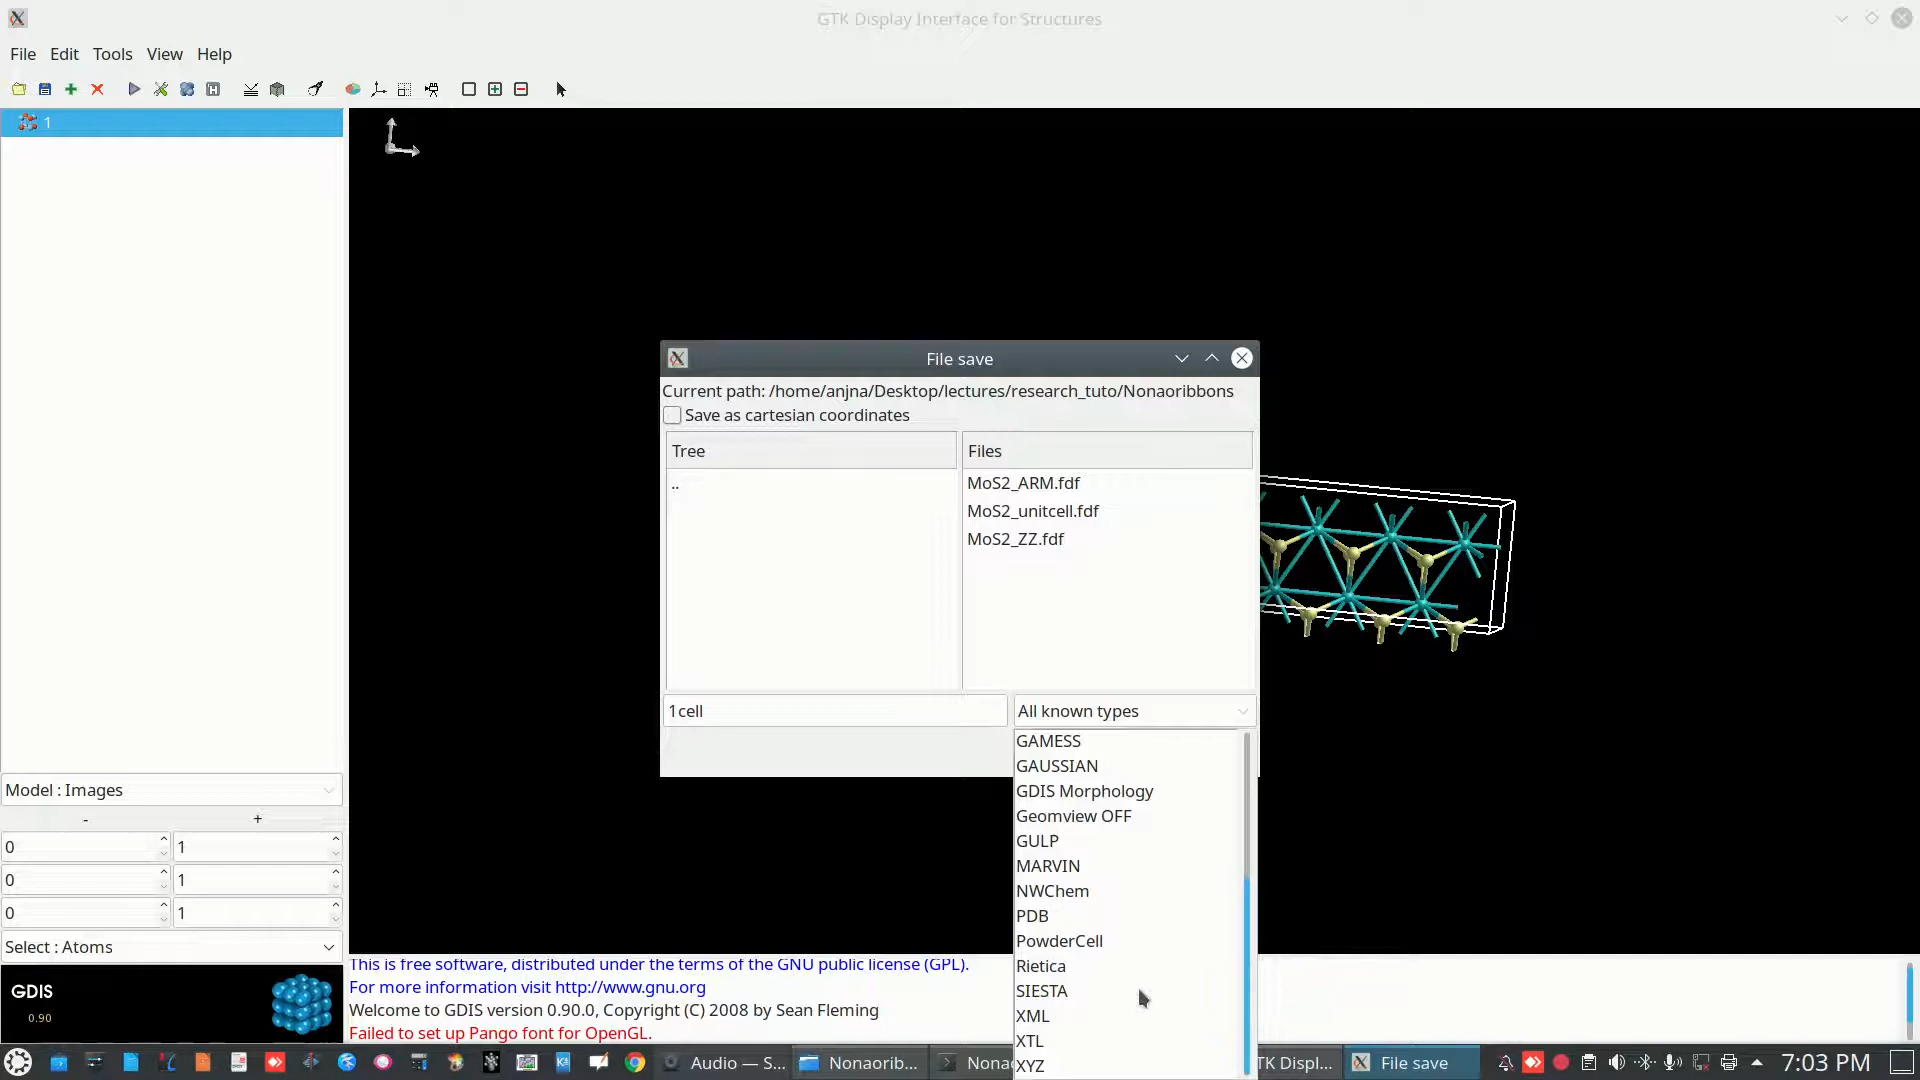 GTK Display Interface for Structures
File Edit Tools View Help
1
File save
Current path: /home/anjna/Desktop/lectures/research_tuto/Nonaoribbons
Save as cartesian coordinates
Tree
Files
..
MoS2_ARM.fdf
MoS2_unitcell.fdf
MoS2_ZZ.fdf
1cell
All known types
GAMESS
GAUSSIAN
GDIS Morphology
Geomview OFF
GULP
MARVIN
NWChem
PDB
PowderCell
Rietica
SIESTA
XML
XTL
XYZ
Model : Images
- +
0 1
0 1
0 1
Select : Atoms
GDIS
0.90
This is free software, distributed under the terms of the GNU public license (GPL).
For more information visit http://www.gnu.org
Welcome to GDIS version 0.90.0, Copyright (C) 2008 by Sean Fleming
Failed to set up Pango font for OpenGL.
Audio — S... Nonaorib... Nona TK Displ... File save 7:03 PM